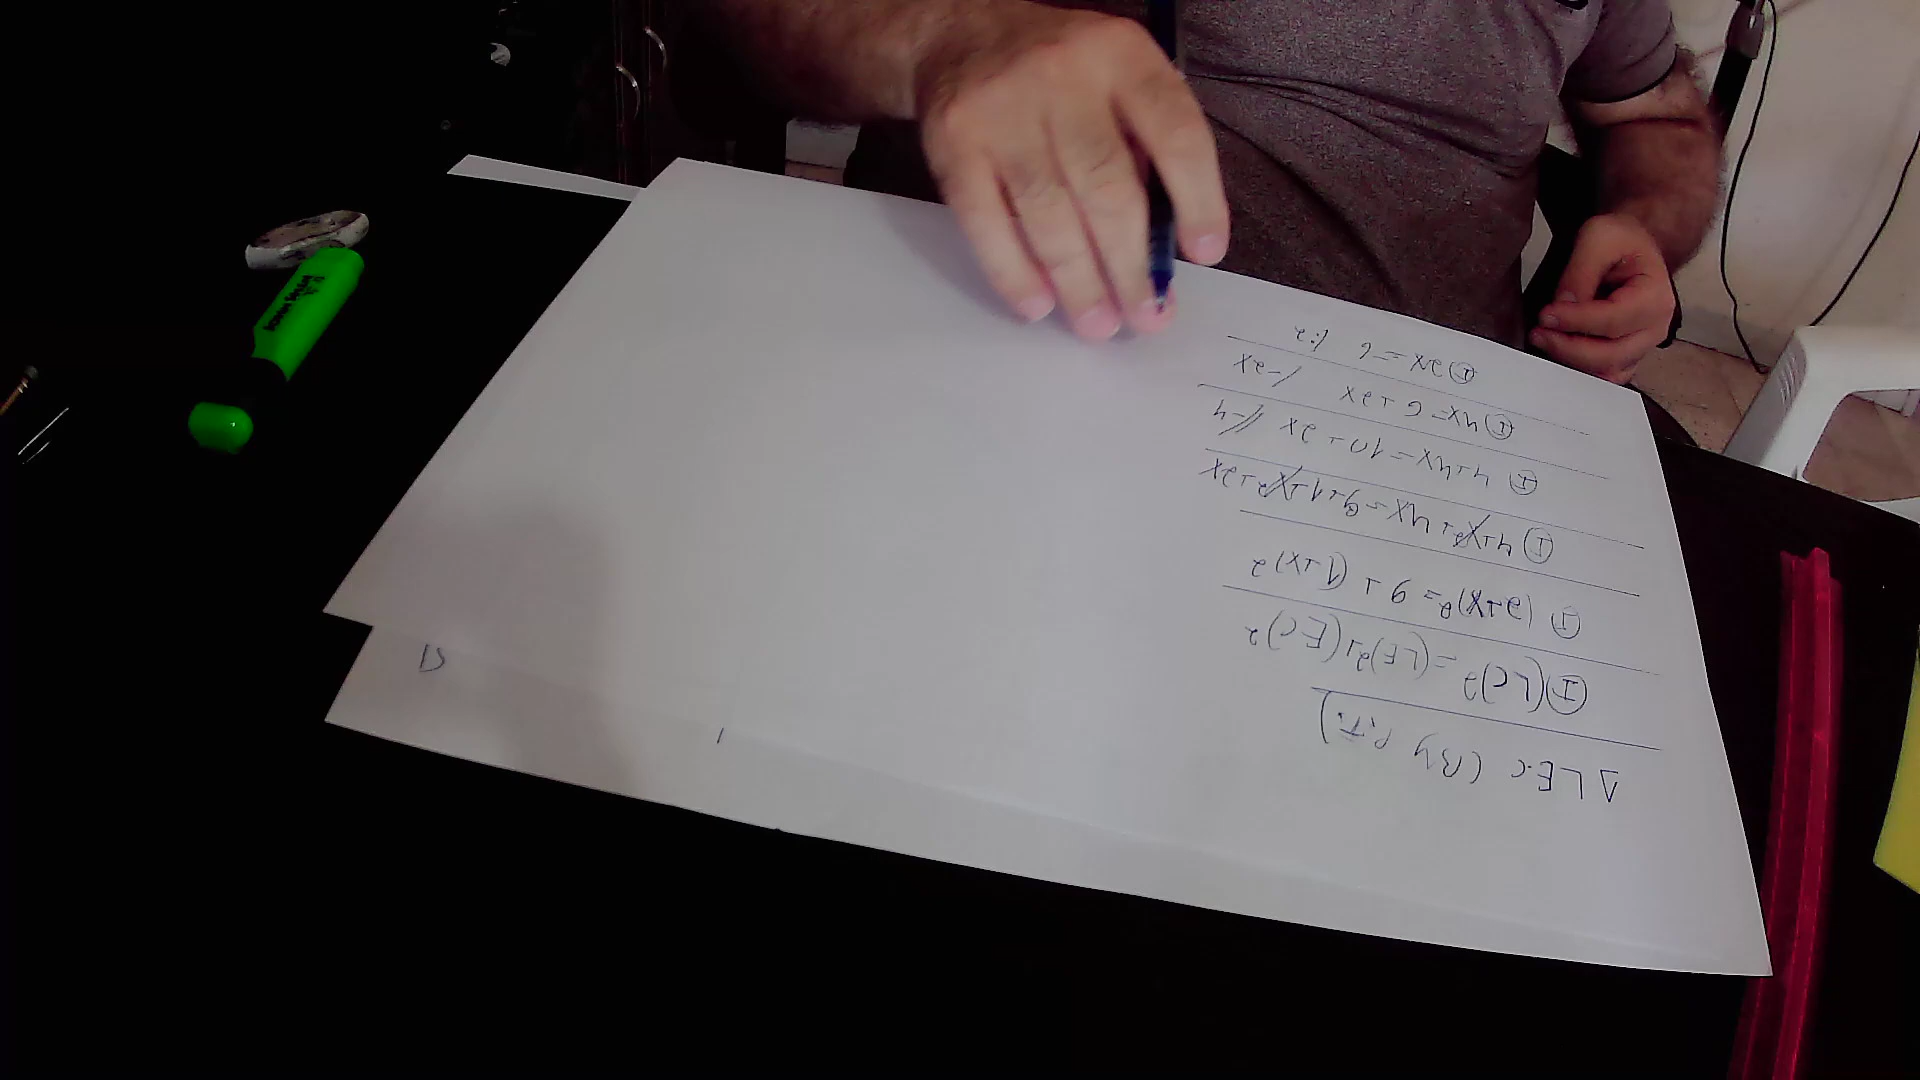 Δ LEC (By P.T.)
Ⓘ (LC)2 = (LE)2+(EC)2
Ⓘ (2+x)2 = 9 + (1+x)2
Ⓘ 4+x2+4x=9+1+x2+2x
Ⓘ 4+4x=10+2x //-4
Ⓘ 4x=6+2x /-2x
Ⓘ 2x=6 /:2